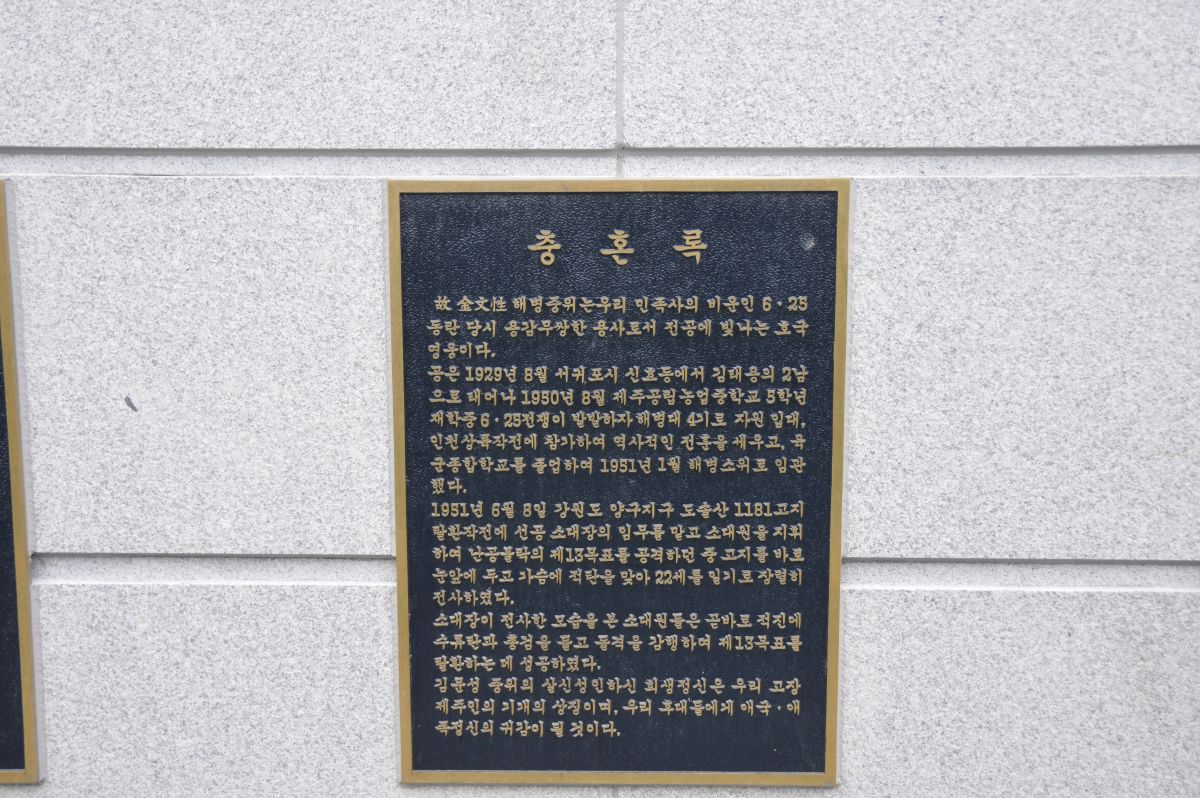 충 혼 록
故 金文性 해병중위는 우리 민족사의 비운인 6·25
동란 당시 용감무쌍한 용사로서 전공에 빛나는 호국
영웅이다.
공은 1929년 8월 서귀포시 신효동에서 김태용의 2남
으로 태어나 1950년 8월 제주공립농업중학교 5학년
재학중 6·25전쟁이 발발하자 해병대 4기로 자원 입대,
인천상륙작전에 참가하여 역사적인 전훈을 세우고, 육
군종합학교를 졸업하여 1951년 1월 해병소위로 임관
했다.
1951년 6월 8일 강원도 양구지구 도솔산 1181고지
탈환작전에 선공 소대장의 임무를 맡고 소대원을 지휘
하여 난공불락의 제13목표를 공격하던 중 고지를 바로
눈앞에 두고 가슴에 적탄을 맞아 22세를 일기로 장렬히
전사하였다.
소대장이 전사한 모습을 본 소대원들은 곧바로 적진에
수류탄과 총검을 들고 돌격을 감행하여 제13목표를
탈환하는 데 성공하였다.
김문성 중위의 살신성인하신 희생정신은 우리 고장
제주인의 기개의 상징이며, 우리 후대들에게 애국·애
족정신의 귀감이 될 것이다.